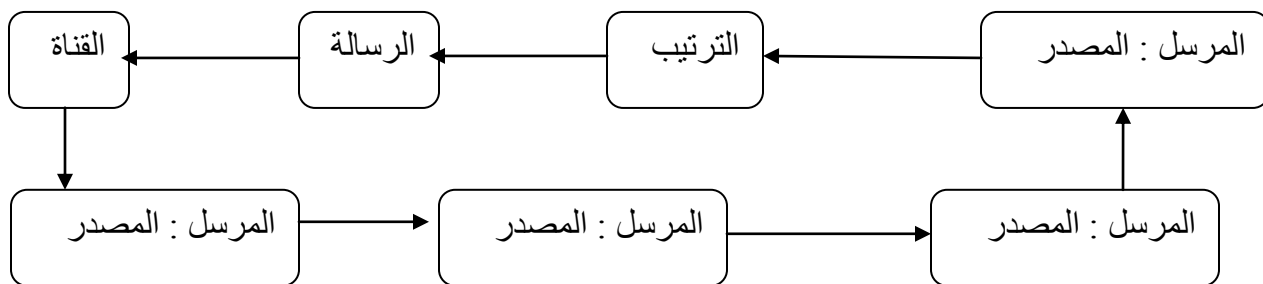 المرسل : المصدر
الترتيب
الرسالة
القناة
المرسل : المصدر
المرسل : المصدر
المرسل : المصدر